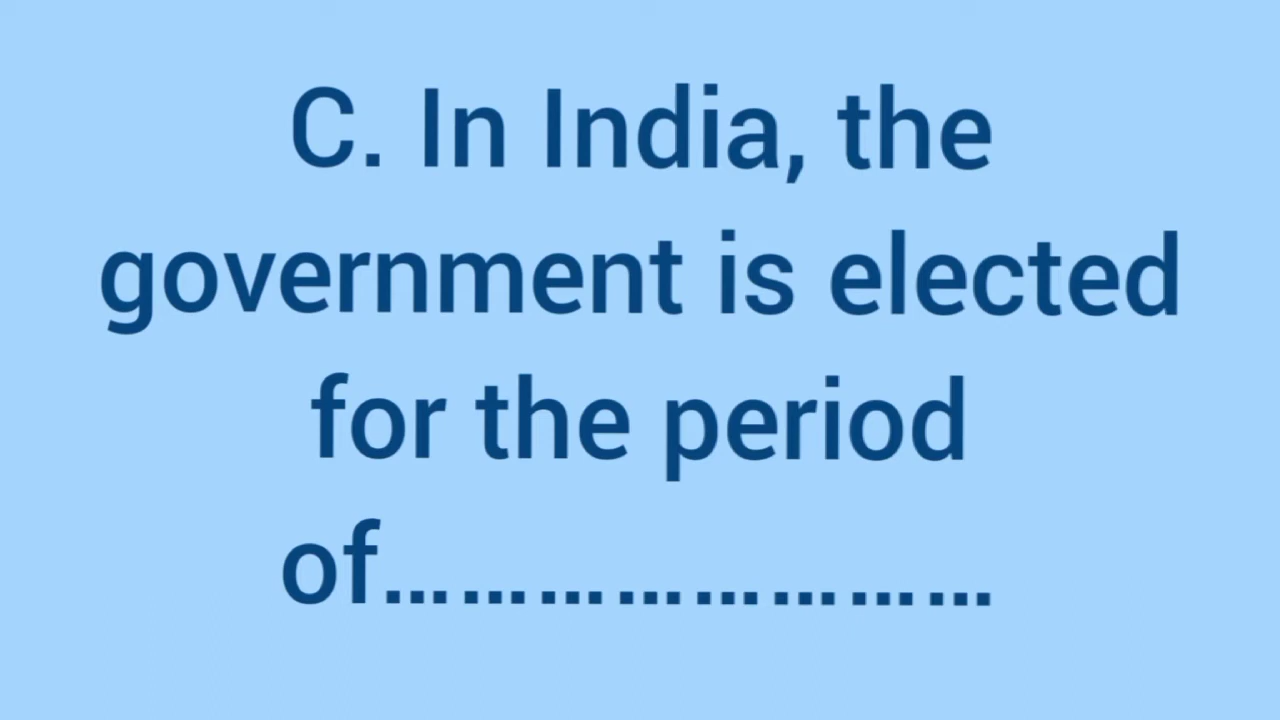 C. In India, the
government is elected
for the period
of……………………